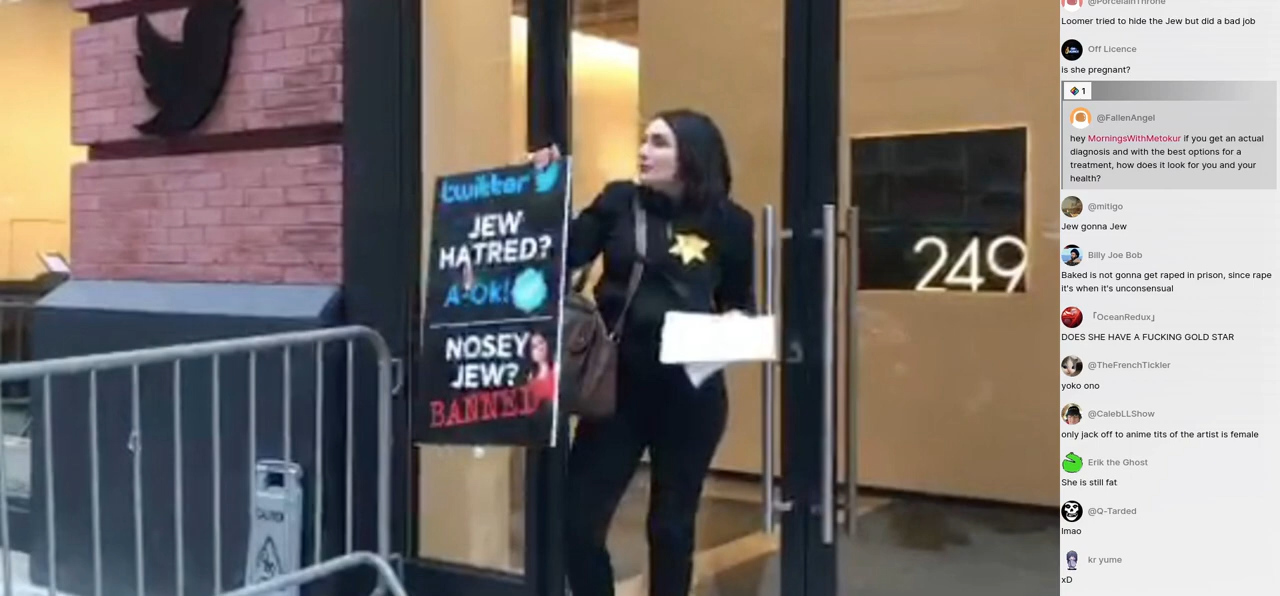 twitter
JEW
HATRED?
A-OK!
NOSEY
JEW?
BANNED
249
CAUTION
@PorcelainThrone
Loomer tried to hide the Jew but did a bad job
Off Licence
is she pregnant?
1
@FallenAngel
hey MorningsWithMetokur if you get an actual
diagnosis and with the best options for a
treatment, how does it look for you and your
health?
@mitigo
Jew gonna Jew
Billy Joe Bob
Baked is not gonna get raped in prison, since rape
it's when it's unconsensual
「OceanRedux」
DOES SHE HAVE A FUCKING GOLD STAR
@TheFrenchTickler
yoko ono
@CalebLLShow
only jack off to anime tits of the artist is female
Erik the Ghost
She is still fat
@Q-Tarded
lmao
kr yume
xD